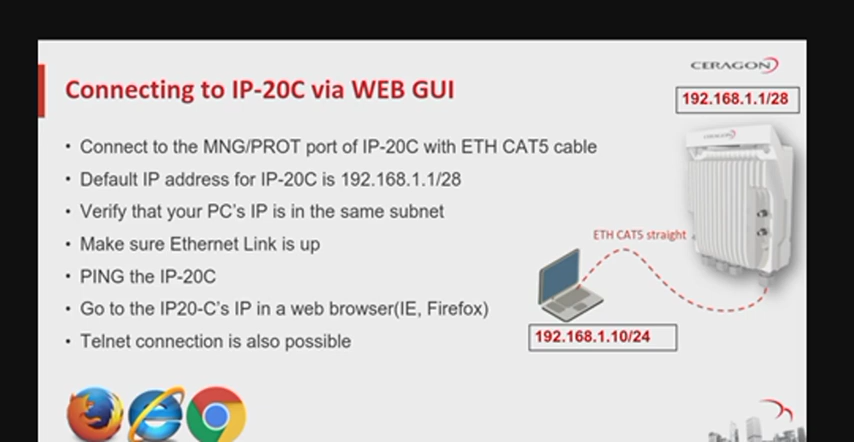 CERAGON
Connecting to IP-20C via WEB GUI
192.168.1.1/28
• Connect to the MNG/PROT port of IP-20C with ETH CAT5 cable
• Default IP address for IP-20C is 192.168.1.1/28
• Verify that your PC's IP is in the same subnet
• Make sure Ethernet Link is up
• PING the IP-20C
• Go to the IP20-C's IP in a web browser(IE, Firefox)
• Telnet connection is also possible
CERAGON
ETH CAT5 straight
192.168.1.10/24